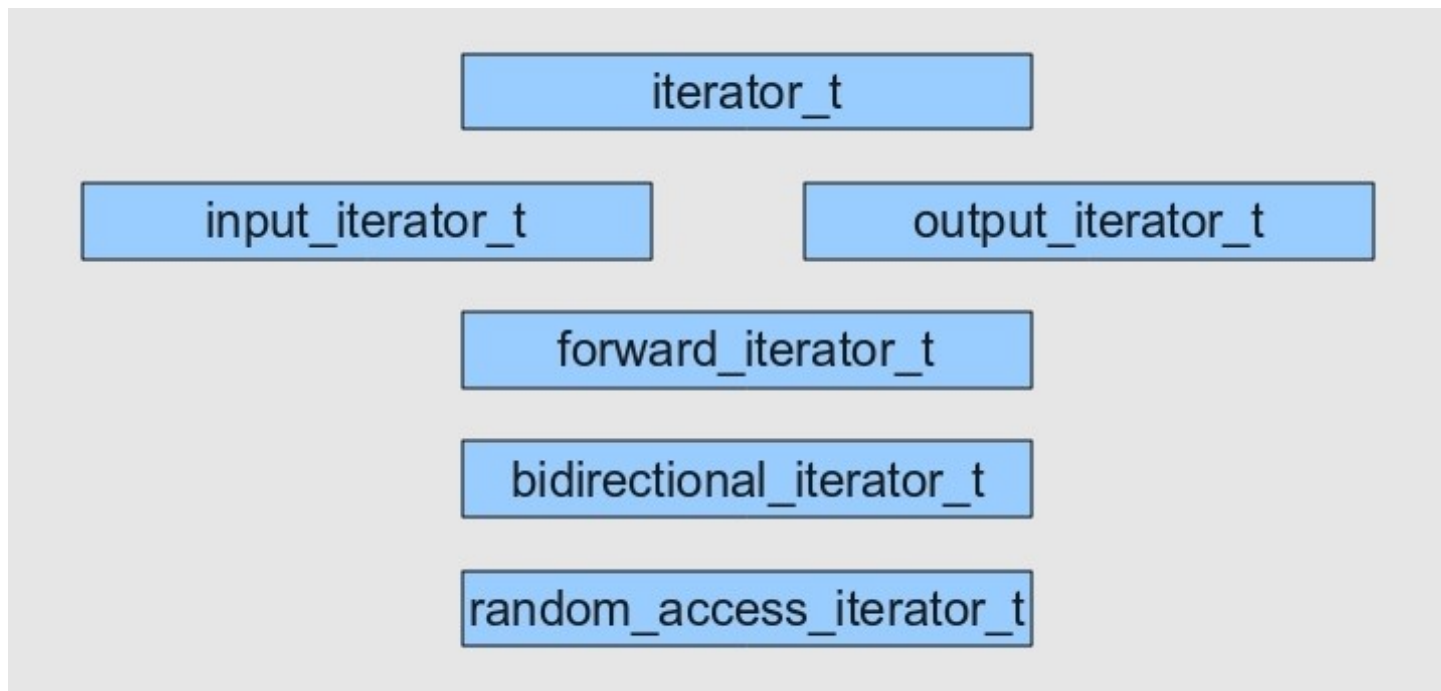 iterator_t
input_iterator_t
output_iterator_t
forward_iterator_t
bidirectional_iterator_t
random_access_iterator_t